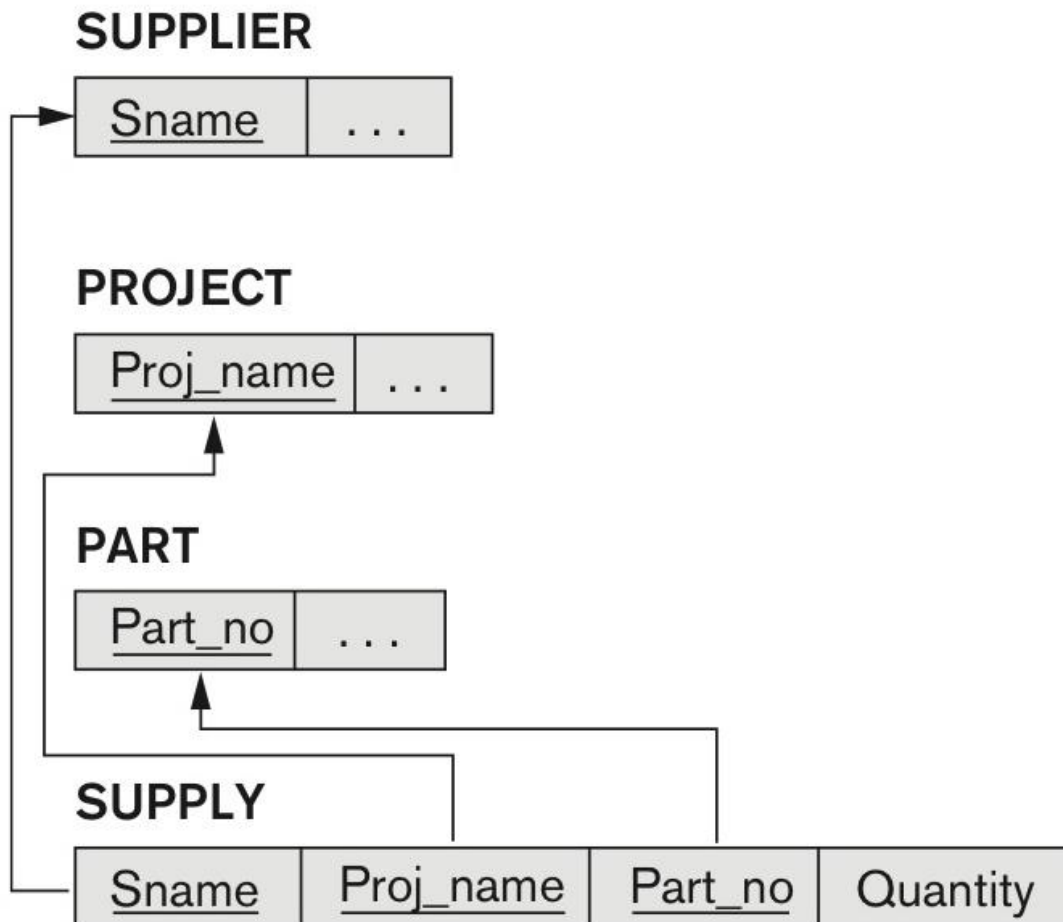 SUPPLIER
Sname ...
PROJECT
Proj_name ...
PART
Part_no ...
SUPPLY
Sname Proj_name Part_no Quantity